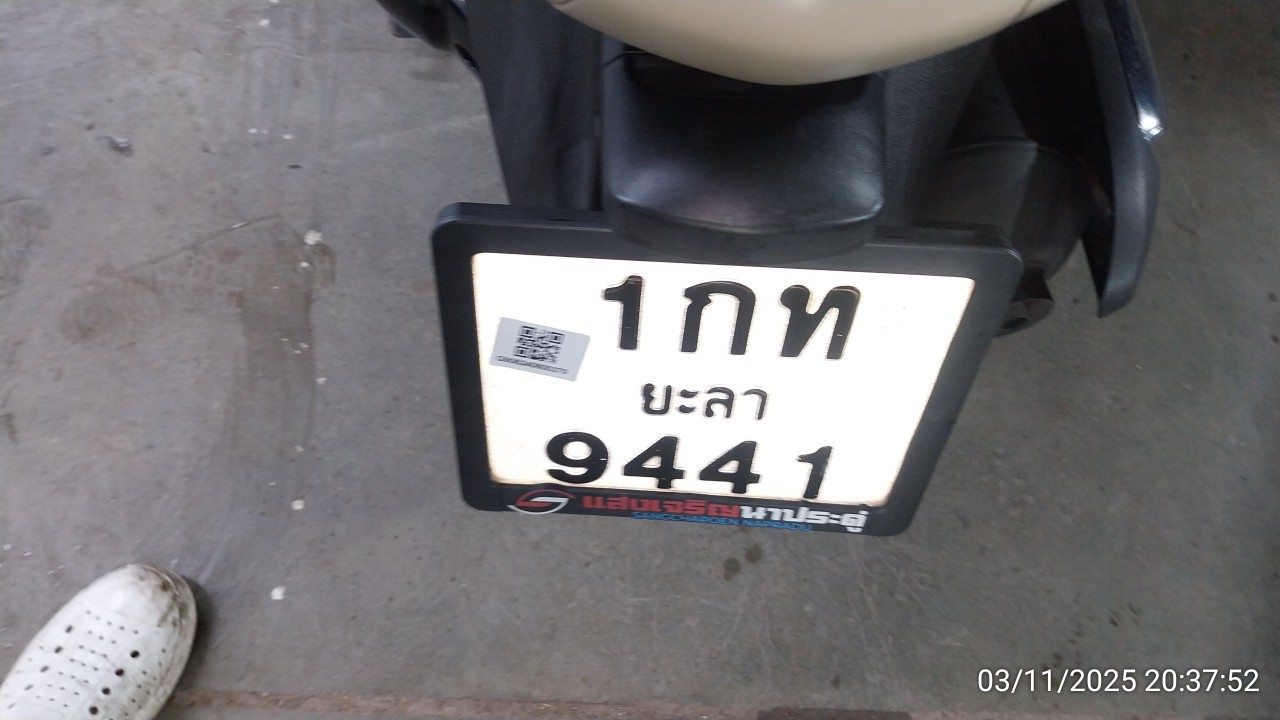 1กท
ยะลา
9441
แสงเจริญนาประดู่
SANGCHAROEN NAPRADU
03/11/2025 20:37:52